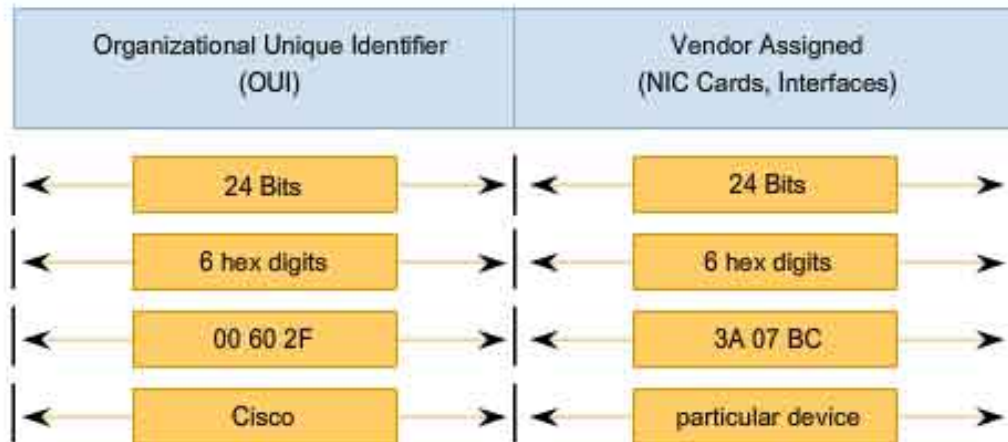 Organizational Unique Identifier
(OUI)
Vendor Assigned
(NIC Cards, Interfaces)
24 Bits
24 Bits
6 hex digits
6 hex digits
00 60 2F
3A 07 BC
Cisco
particular device